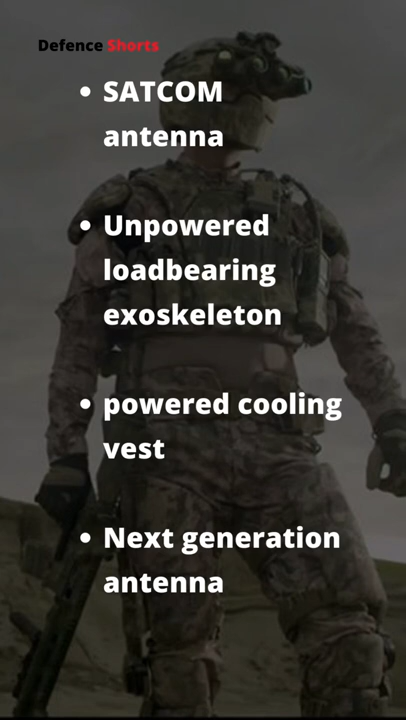 Defence Shorts
• SATCOM
antenna
• Unpowered
loadbearing
exoskeleton
• powered cooling
vest
• Next generation
antenna